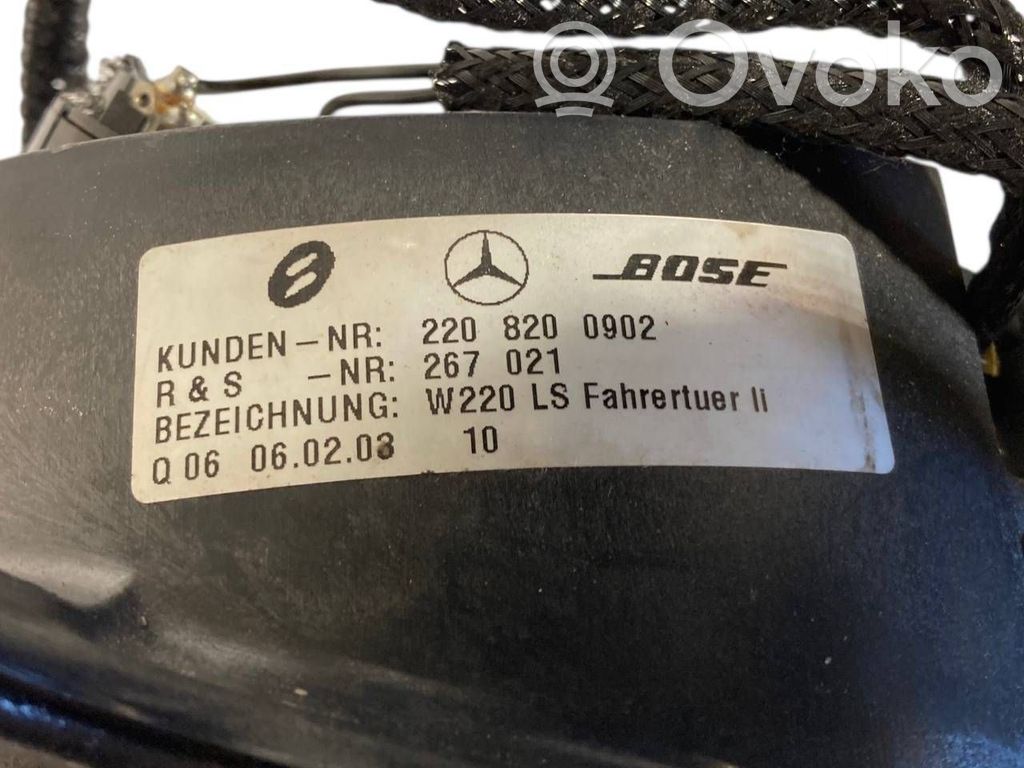 Ovoko
BOSE
KUNDEN-NR: 220 820 0902
R & S -NR: 267 021
BEZEICHNUNG: W220 LS Fahrertuer li
Q 06 06.02.03 10